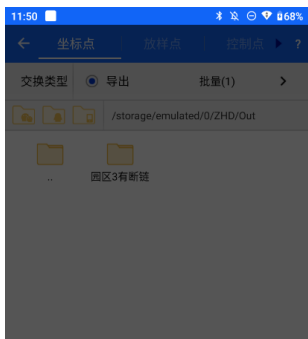 11:50 68%
坐标点 放样点 控制点 ?
交换类型 导出 批量(1)
/storage/emulated/0/ZHD/Out
..
园区3有断链